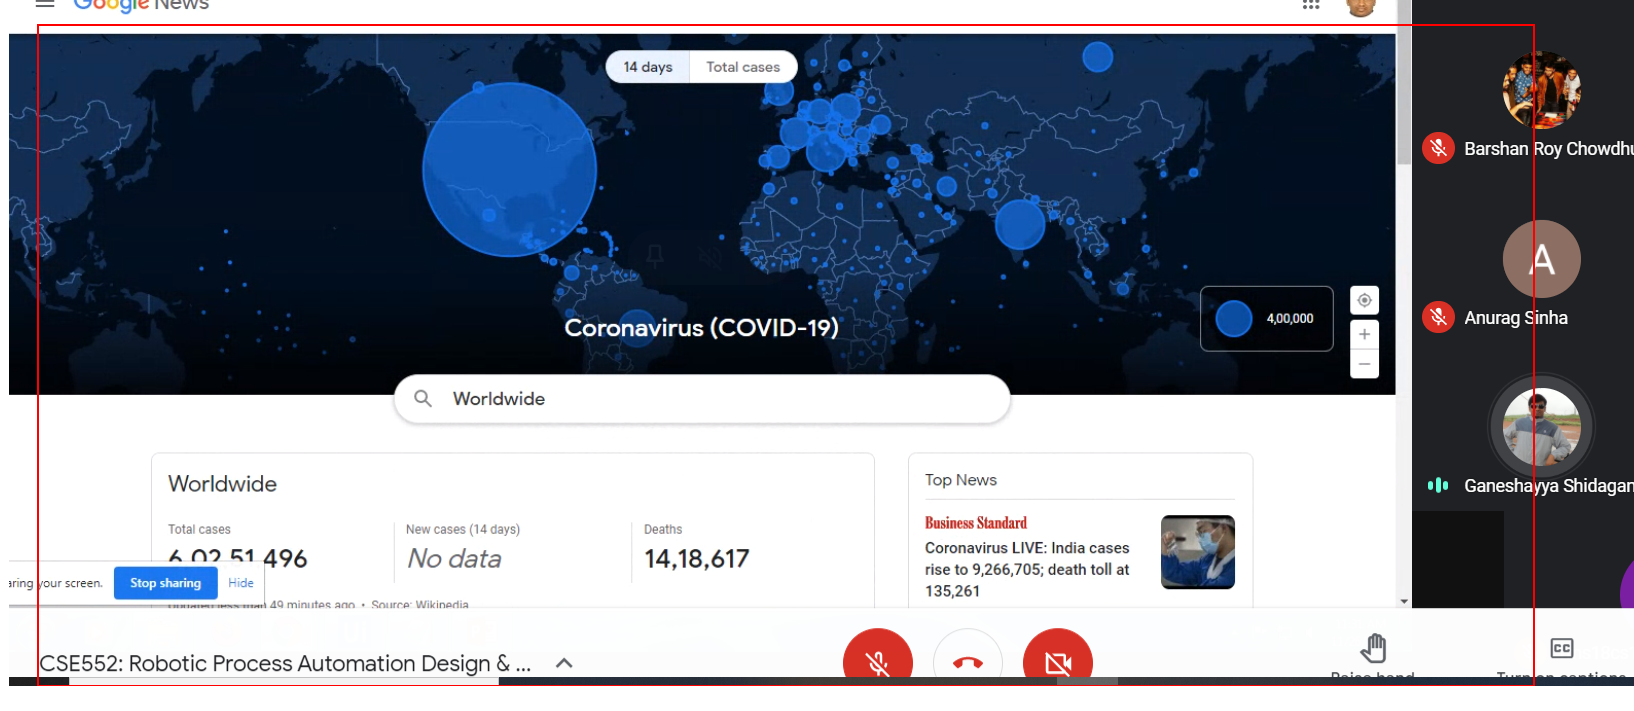 Google News
14 days
Total cases
Coronavirus (COVID-19)
4,00,000
Worldwide
Worldwide
Total cases
New cases (14 days)
Deaths
6,02,51,496
No data
14,18,617
Updated less than 49 minutes ago • Source: Wikipedia
Top News
Business Standard
Coronavirus LIVE: India cases
rise to 9,266,705; death toll at
135,261
your screen.
Stop sharing
Hide
Barshan Roy Chowdhu
A
Anurag Sinha
Ganeshayya Shidagan
CSE552: Robotic Process Automation Design & ...
Raise hand
CC
Turn on captions